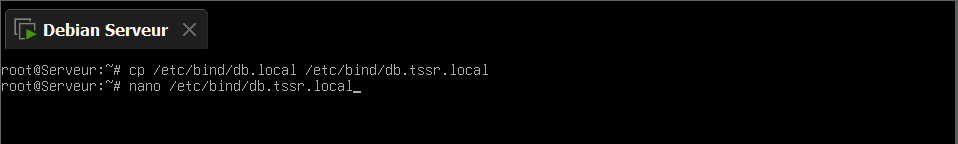 Debian Serveur
root@Serveur:~# cp /etc/bind/db.local /etc/bind/db.tssr.local
root@Serveur:~# nano /etc/bind/db.tssr.local_